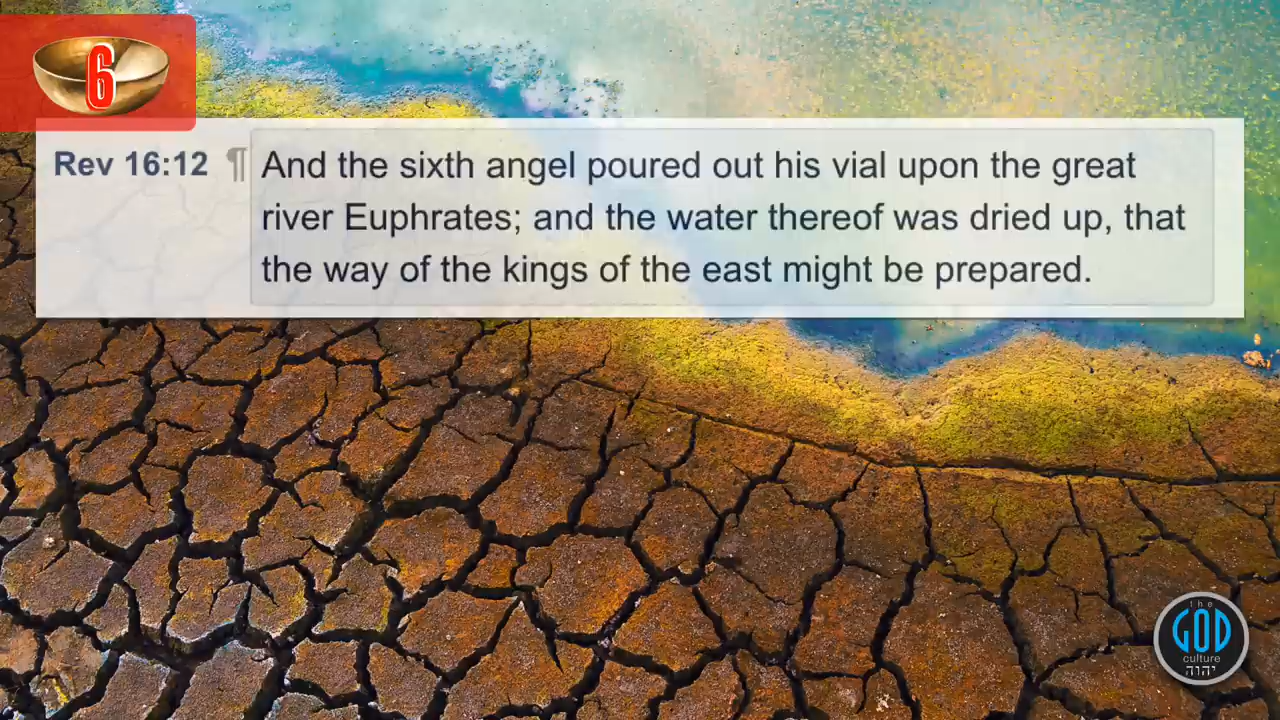 6
Rev 16:12 ¶ And the sixth angel poured out his vial upon the great
river Euphrates; and the water thereof was dried up, that
the way of the kings of the east might be prepared.
the
GOD
culture
יהוה